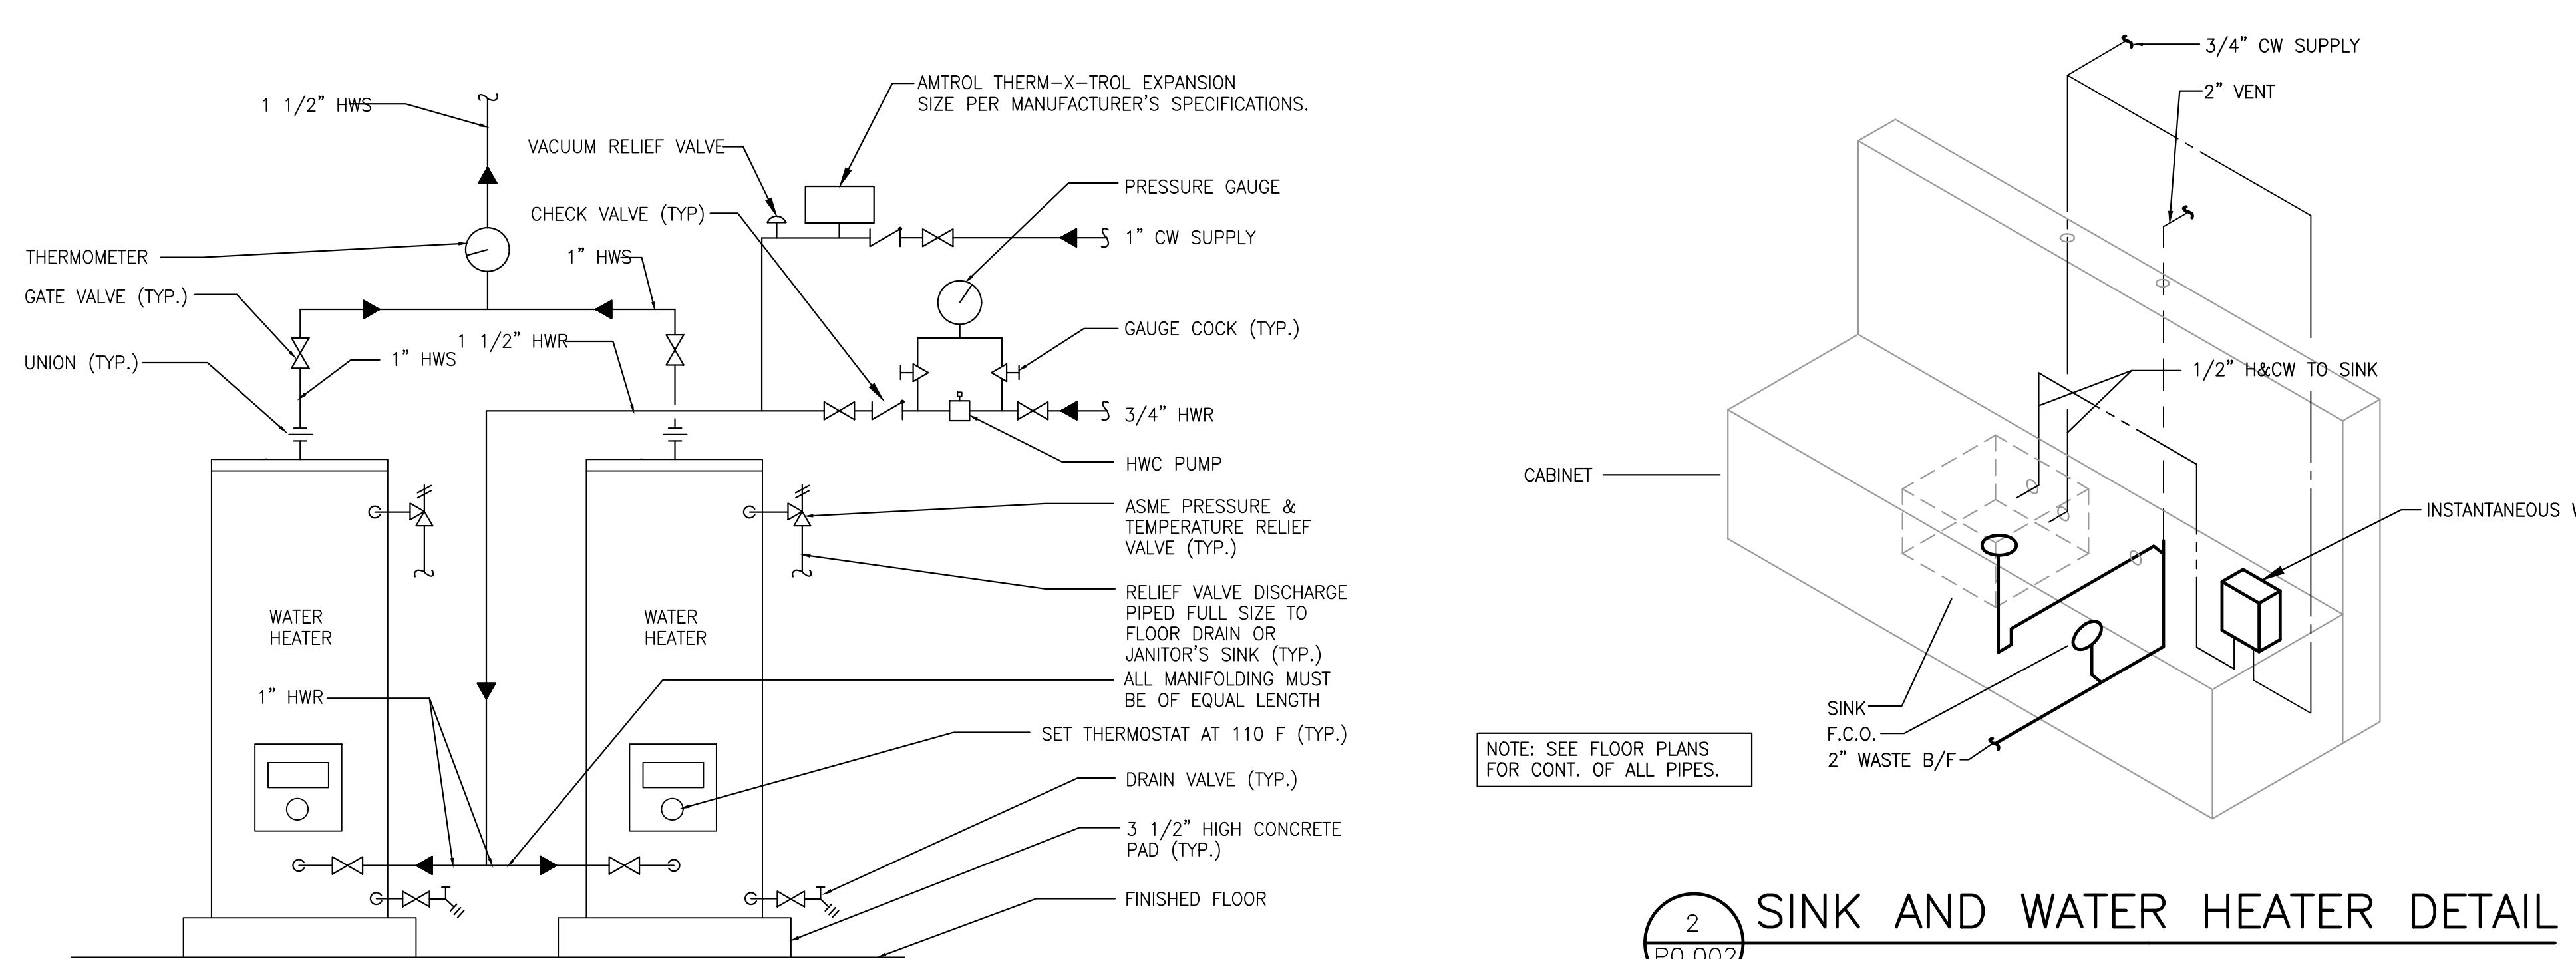 1 1/2" HWS
AMTROL THERM-X-TROL EXPANSION
SIZE PER MANUFACTURER'S SPECIFICATIONS.
VACUUM RELIEF VALVE
PRESSURE GAUGE
CHECK VALVE (TYP)
1" CW SUPPLY
THERMOMETER
1" HWS
GATE VALVE (TYP.)
GAUGE COCK (TYP.)
1 1/2" HWR
UNION (TYP.)
1" HWS
3/4" HWR
HWC PUMP
ASME PRESSURE &
TEMPERATURE RELIEF
VALVE (TYP.)
RELIEF VALVE DISCHARGE
PIPED FULL SIZE TO
FLOOR DRAIN OR
JANITOR'S SINK (TYP.)
WATER
HEATER
WATER
HEATER
1" HWR
ALL MANIFOLDING MUST
BE OF EQUAL LENGTH
SET THERMOSTAT AT 110 F (TYP.)
DRAIN VALVE (TYP.)
3 1/2" HIGH CONCRETE
PAD (TYP.)
FINISHED FLOOR
3/4" CW SUPPLY
2" VENT
1/2" H&CW TO SINK
CABINET
INSTANTANEOUS W
SINK
F.C.O.
2" WASTE B/F
NOTE: SEE FLOOR PLANS
FOR CONT. OF ALL PIPES.
2
P0.002
SINK AND WATER HEATER DETAIL